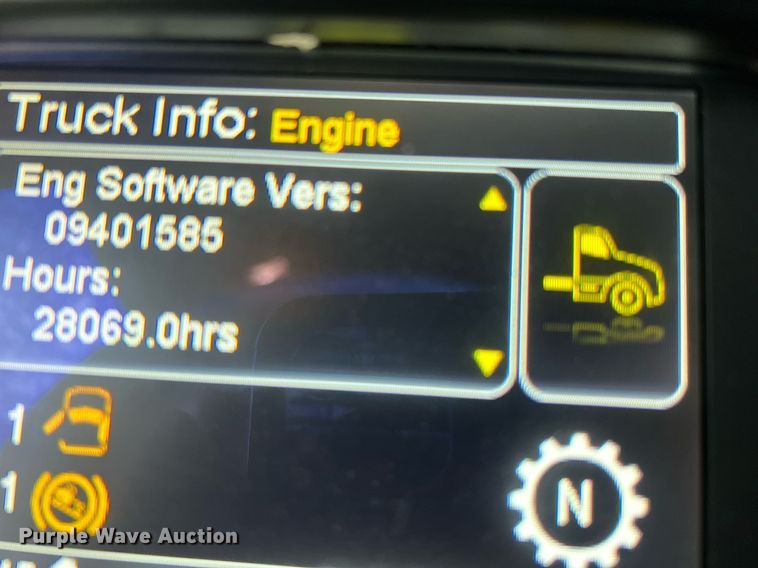 Truck Info: Engine
Eng Software Vers:
09401585
Hours:
28069.0hrs
1
1
N
Purple Wave Auction